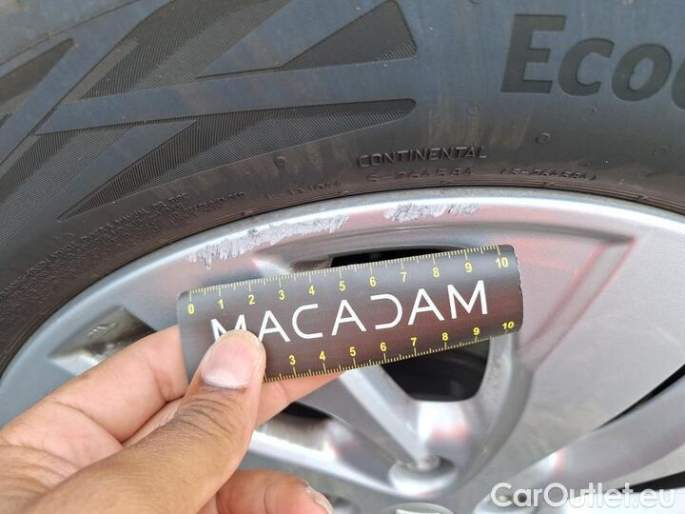 Eco
CONTINENTAL
0 1 2 3 4 5 6 7 8 9 10
MACADAM
3 4 5 6 7 8 9 10
CarOutlet.eu